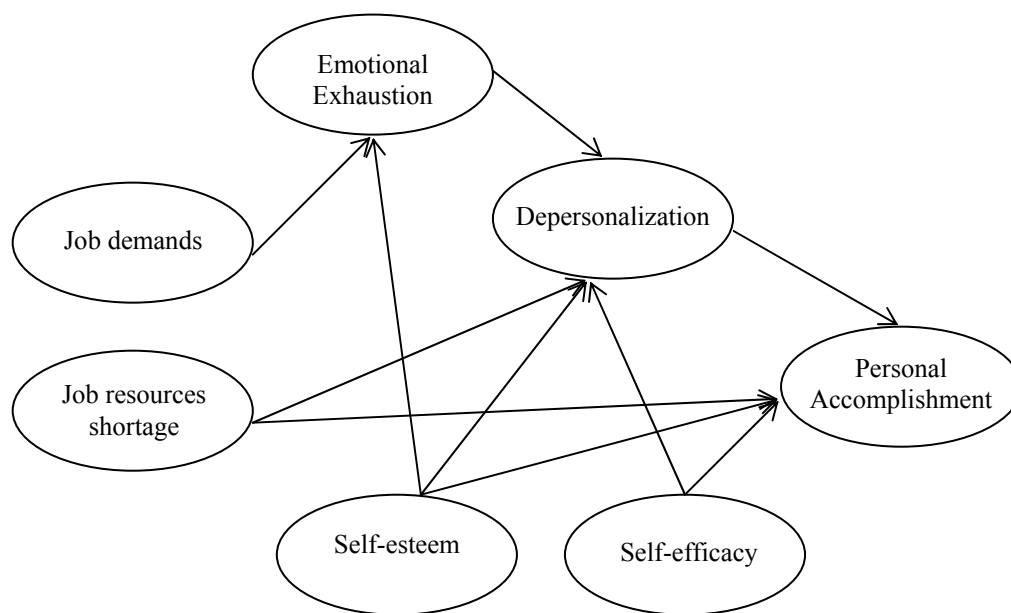 Emotional
Exhaustion
Depersonalization
Job demands
Personal
Accomplishment
Job resources
shortage
Self-esteem
Self-efficacy